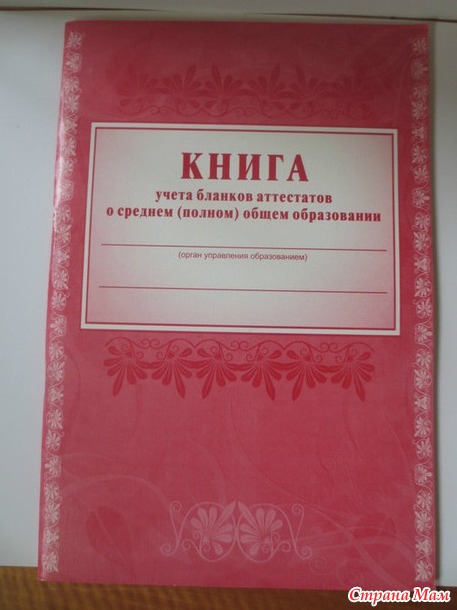 КНИГА
учета бланков аттестатов
о среднем (полном) общем образовании
(орган управления образованием)
Страна Мам